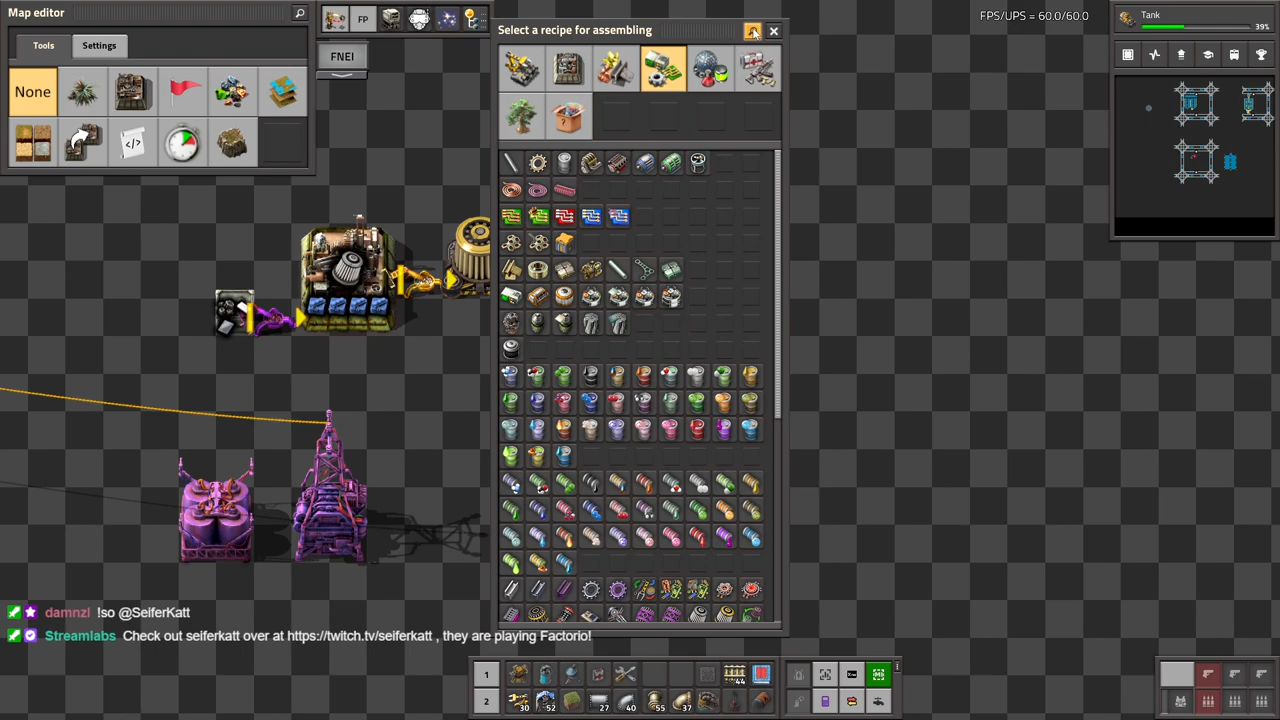 Map editor
FP
Select a recipe for assembling
FPS/UPS = 60.0/60.0
Tank
39%
Tools
Settings
FNEI
None
damnzl !so @SeiferKatt
Streamlabs Check out seiferkatt over at https://twitch.tv/seiferkatt , they are playing Factorio!
1
44
2
30
52
27
40
55
37